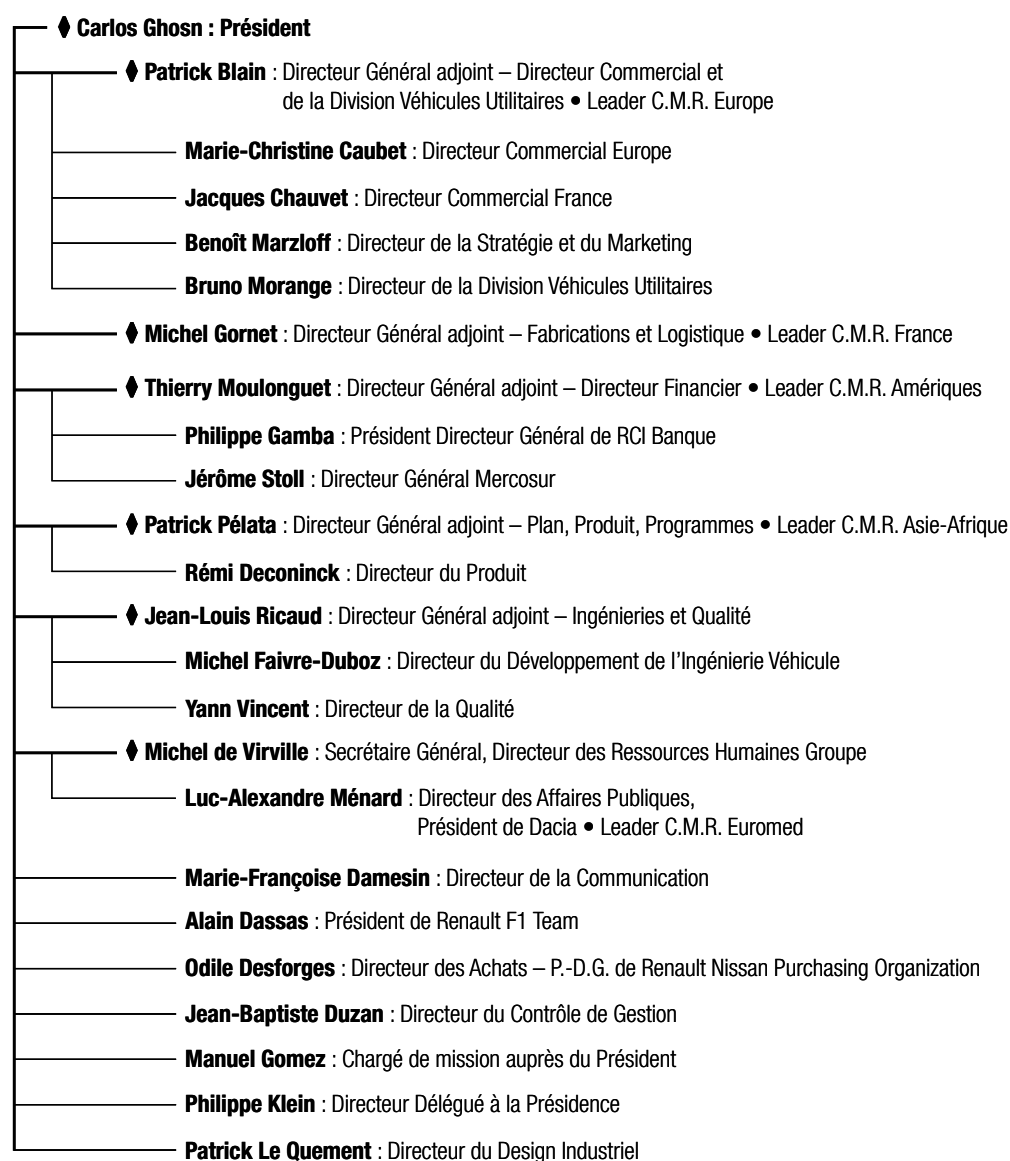 Carlos Ghosn : Président
Patrick Blain : Directeur Général adjoint – Directeur Commercial et
de la Division Véhicules Utilitaires • Leader C.M.R. Europe
Marie-Christine Caubet : Directeur Commercial Europe
Jacques Chauvet : Directeur Commercial France
Benoît Marzloff : Directeur de la Stratégie et du Marketing
Bruno Morange : Directeur de la Division Véhicules Utilitaires
Michel Gornet : Directeur Général adjoint – Fabrications et Logistique • Leader C.M.R. France
Thierry Moulonguet : Directeur Général adjoint – Directeur Financier • Leader C.M.R. Amériques
Philippe Gamba : Président Directeur Général de RCI Banque
Jérôme Stoll : Directeur Général Mercosur
Patrick Pélata : Directeur Général adjoint – Plan, Produit, Programmes • Leader C.M.R. Asie-Afrique
Rémi Deconinck : Directeur du Produit
Jean-Louis Ricaud : Directeur Général adjoint – Ingénieries et Qualité
Michel Faivre-Duboz : Directeur du Développement de l'Ingénierie Véhicule
Yann Vincent : Directeur de la Qualité
Michel de Virville : Secrétaire Général, Directeur des Ressources Humaines Groupe
Luc-Alexandre Ménard : Directeur des Affaires Publiques,
Président de Dacia • Leader C.M.R. Euromed
Marie-Françoise Damesin : Directeur de la Communication
Alain Dassas : Président de Renault F1 Team
Odile Desforges : Directeur des Achats – P.-D.G. de Renault Nissan Purchasing Organization
Jean-Baptiste Duzan : Directeur du Contrôle de Gestion
Manuel Gomez : Chargé de mission auprès du Président
Philippe Klein : Directeur Délégué à la Présidence
Patrick Le Quement : Directeur du Design Industriel